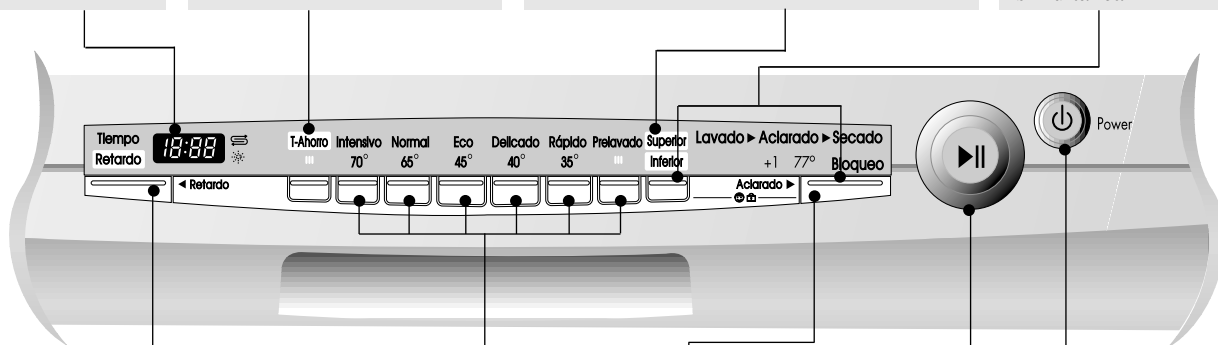 Tiempo
Retardo
18:88
◄ Retardo
T-Ahorro Intensivo Normal Eco Delicado Rápido Prelavado Superior
70° 65° 45° 40° 35° Inferior
Lavado ► Aclarado ► Secado
+1 77° Bloqueo
Aclarado ►
Power